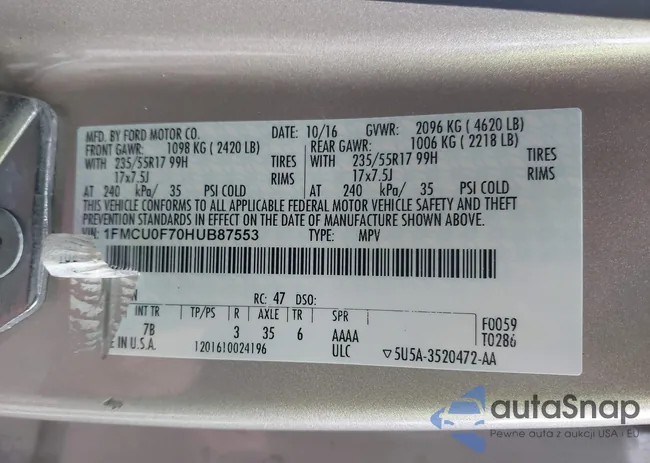 MFD. BY FORD MOTOR CO. DATE: 10/16 GVWR: 2096 KG ( 4620 LB)
FRONT GAWR: 1098 KG ( 2420 LB) REAR GAWR: 1006 KG ( 2218 LB)
WITH 235/55R17 99H TIRES WITH 235/55R17 99H TIRES
17x7.5J RIMS 17x7.5J RIMS
AT 240 kPa/ 35 PSI COLD AT 240 kPa/ 35 PSI COLD
THIS VEHICLE CONFORMS TO ALL APPLICABLE FEDERAL MOTOR VEHICLE SAFETY AND THEFT
PREVENTION STANDARDS IN EFFECT ON THE DATE OF MANUFACTURE SHOWN ABOVE.
VIN: 1FMCU0F70HUB87553 TYPE: MPV
RC: 47 DSO:
INT TR TP/PS R AXLE TR SPR F0059
7B 3 35 6 AAAA T0286
IN U.S.A. 1201610024196 ULC ▽5U5A-3520472-AA
autaSnap
Pewne auta z aukcji USA i EU